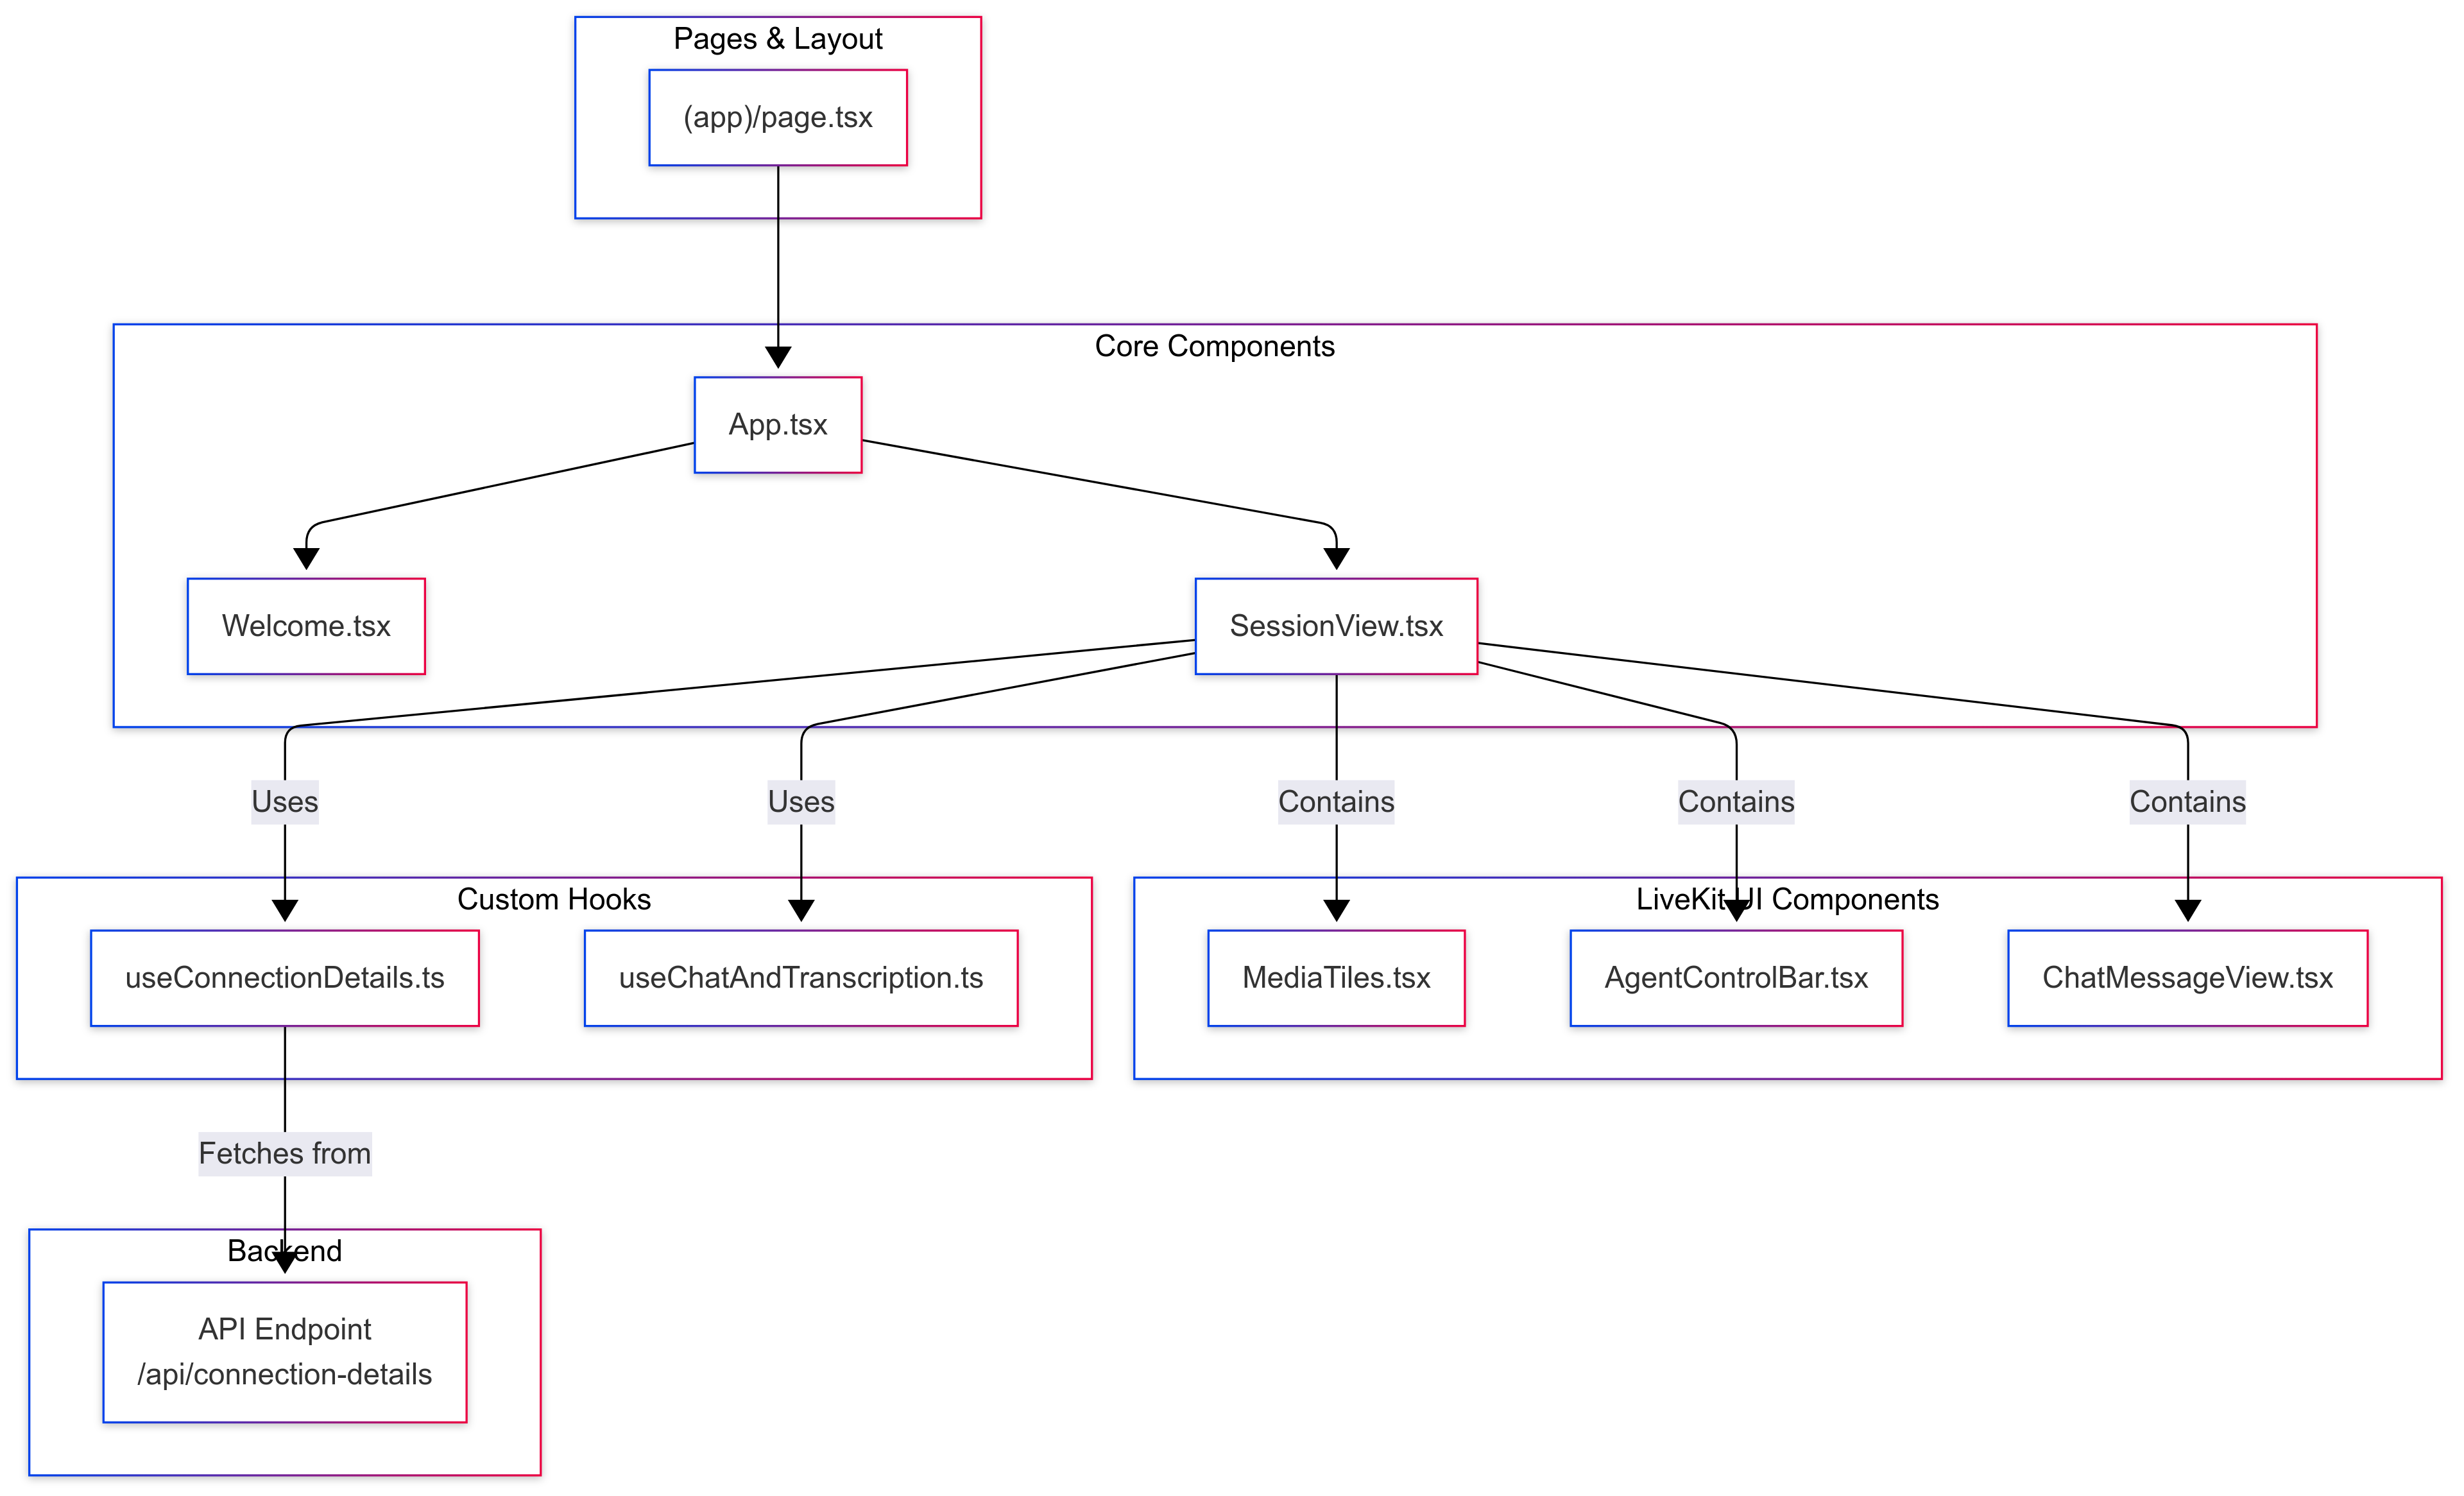 Pages & Layout
(app)/page.tsx
Core Components
App.tsx
Welcome.tsx
SessionView.tsx
Uses
Uses
Contains
Contains
Contains
Custom Hooks
LiveKit UI Components
useConnectionDetails.ts
useChatAndTranscription.ts
MediaTiles.tsx
AgentControlBar.tsx
ChatMessageView.tsx
Fetches from
Backend
API Endpoint
/api/connection-details